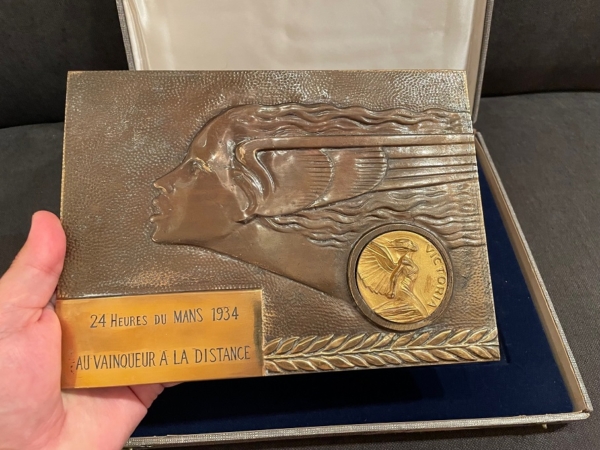 VICTORIA
24 HEURES DU MANS 1934
AU VAINQUEUR A LA DISTANCE